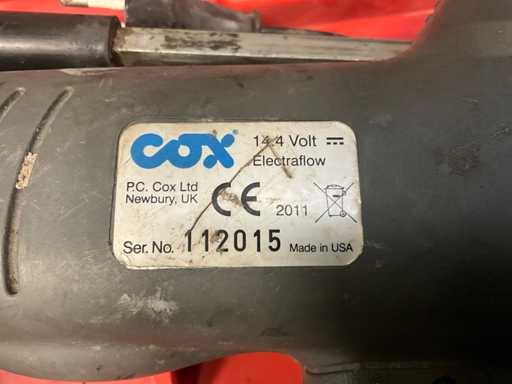 COX
14.4 Volt
Electraflow
P.C. Cox Ltd
Newbury, UK
CE 2011
Ser. No. 112015 Made in USA